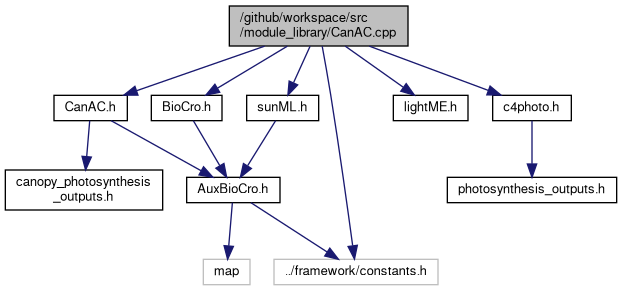 /github/workspace/src
/module_library/CanAC.cpp
CanAC.h
BioCro.h
sunML.h
lightME.h
c4photo.h
canopy_photosynthesis
_outputs.h
AuxBioCro.h
photosynthesis_outputs.h
map
../framework/constants.h